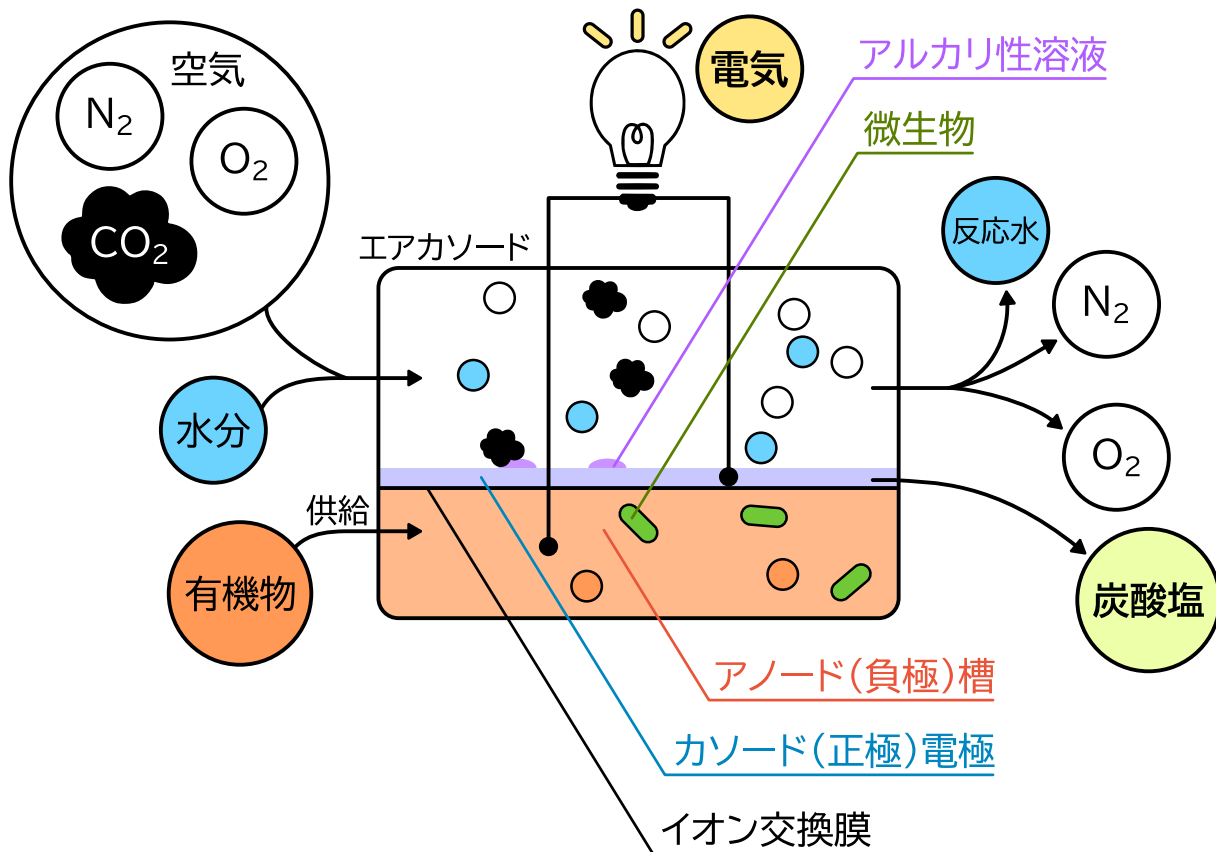 空気
N2
O2
CO2
水分
有機物
供給
エアカソード
電気
アルカリ性溶液
微生物
反応水
N2
O2
炭酸塩
アノード(負極)槽
カソード(正極)電極
イオン交換膜